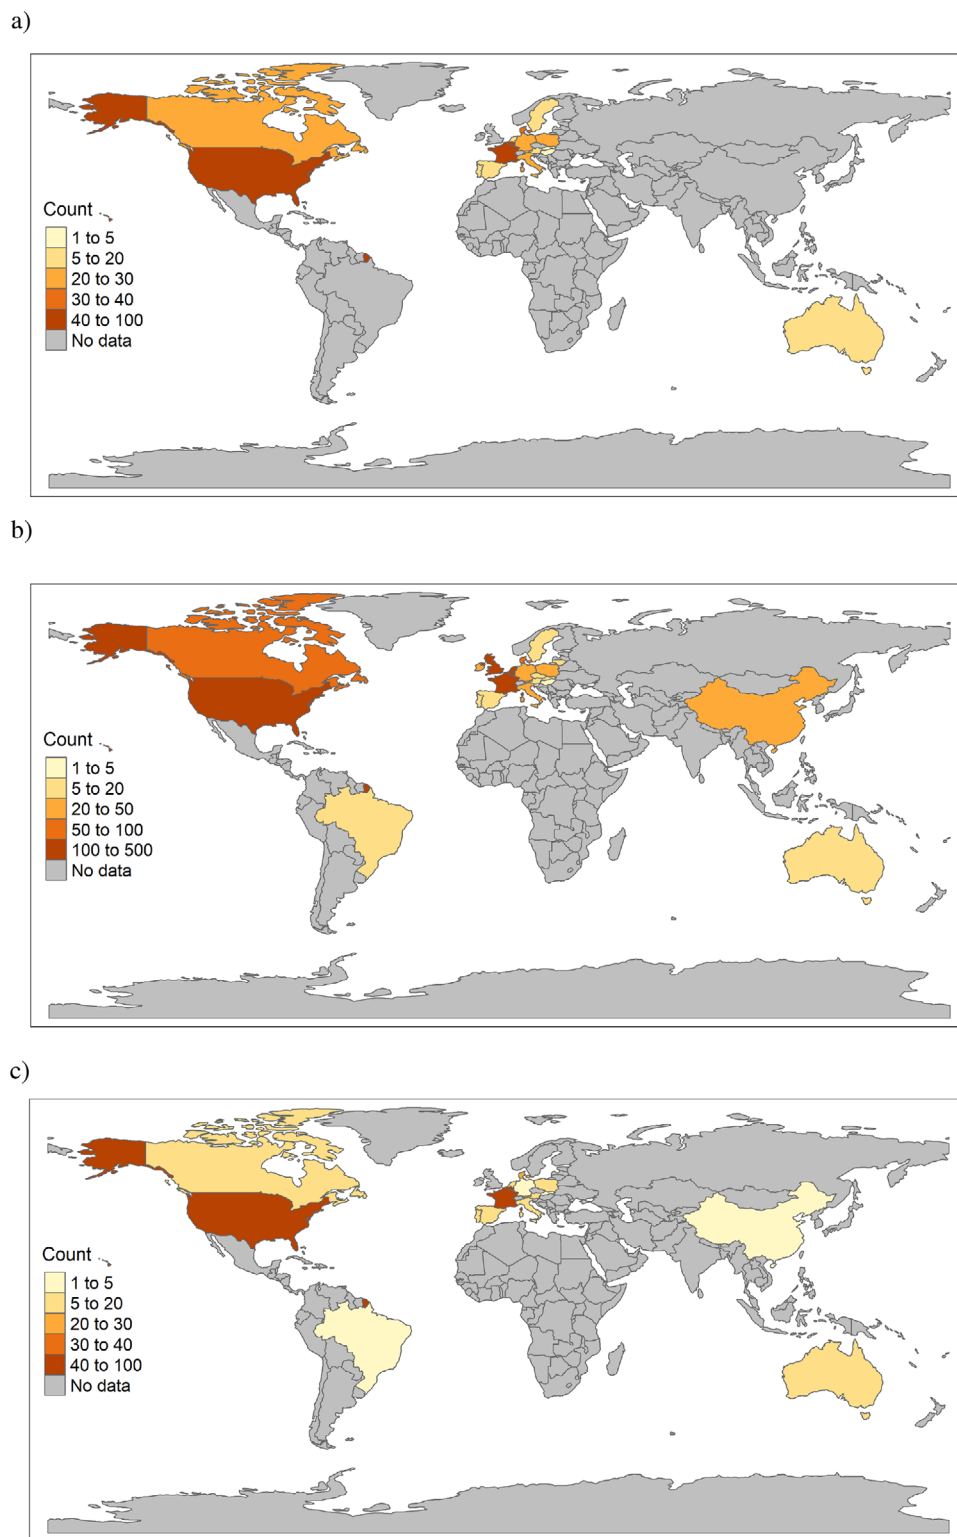 a)
Count
1 to 5
5 to 20
20 to 30
30 to 40
40 to 100
No data
b)
Count
1 to 5
5 to 20
20 to 50
50 to 100
100 to 500
No data
c)
Count
1 to 5
5 to 20
20 to 30
30 to 40
40 to 100
No data